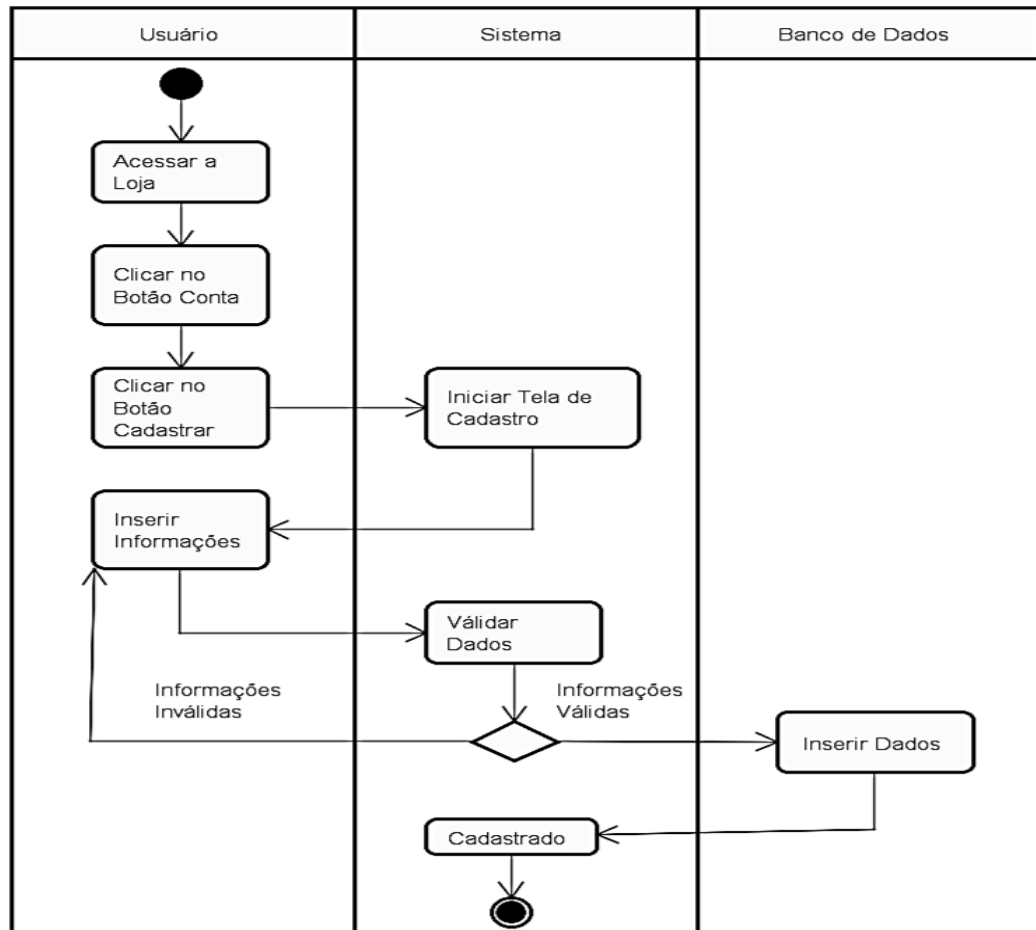 Usuário
Sistema
Banco de Dados
Acessar a
Loja
Clicar no
Botão Conta
Clicar no
Botão
Cadastrar
Iniciar Tela de
Cadastro
Inserir
Informações
Válidar
Dados
Informações
Inválidas
Informações
Válidas
Inserir Dados
Cadastrado